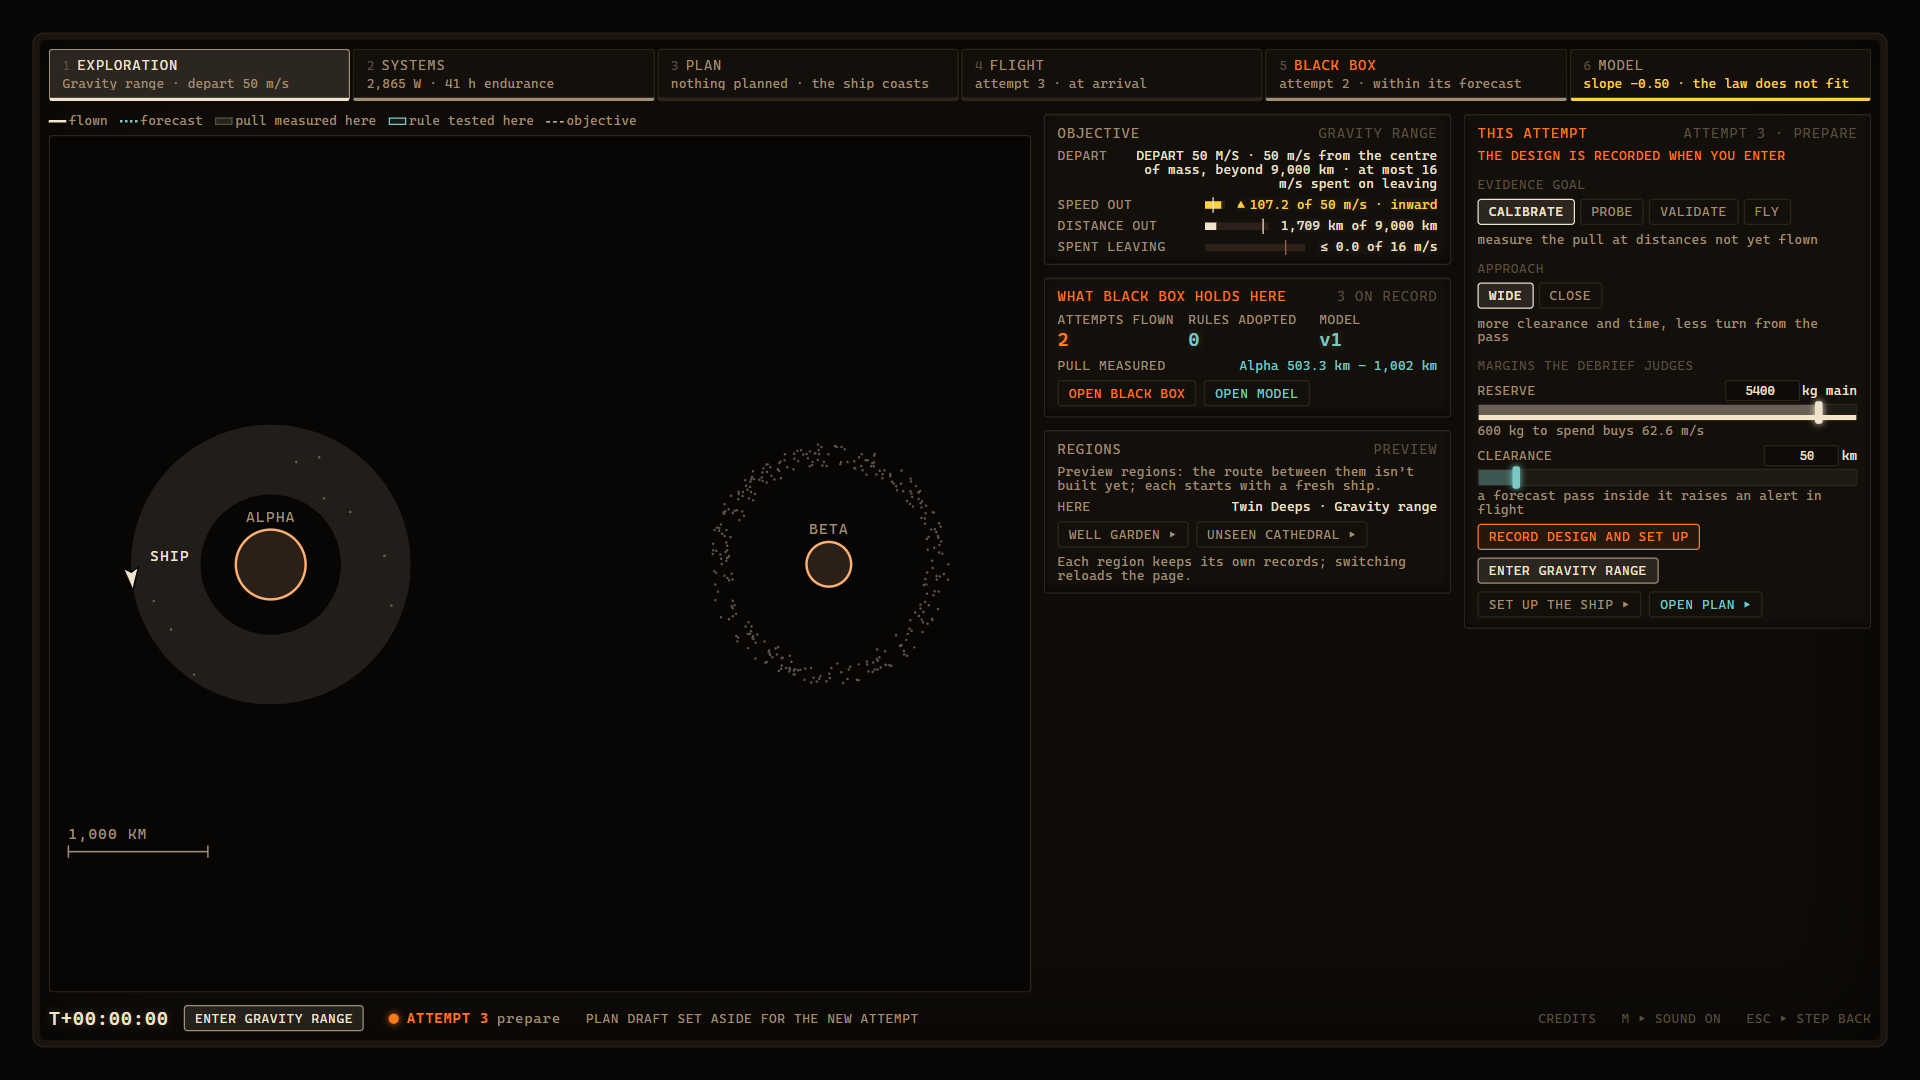 1 EXPLORATION
Gravity range · depart 50 m/s
2 SYSTEMS
2,865 W · 41 h endurance
3 PLAN
nothing planned · the ship coasts
4 FLIGHT
attempt 3 · at arrival
5 BLACK BOX
attempt 2 · within its forecast
6 MODEL
slope −0.50 · the law does not fit
flown forecast pull measured here rule tested here objective
ALPHA
SHIP
BETA
1,000 KM
OBJECTIVE GRAVITY RANGE
DEPART DEPART 50 M/S · 50 m/s from the centre
of mass, beyond 9,000 km · at most 16
m/s spent on leaving
SPEED OUT ▲ 107.2 of 50 m/s · inward
DISTANCE OUT 1,709 km of 9,000 km
SPENT LEAVING ≤ 0.0 of 16 m/s
WHAT BLACK BOX HOLDS HERE 3 ON RECORD
ATTEMPTS FLOWN RULES ADOPTED MODEL
2 0 v1
PULL MEASURED Alpha 503.3 km – 1,002 km
OPEN BLACK BOX OPEN MODEL
REGIONS PREVIEW
Preview regions: the route between them isn't
built yet; each starts with a fresh ship.
HERE Twin Deeps · Gravity range
WELL GARDEN ▸ UNSEEN CATHEDRAL ▸
Each region keeps its own records; switching
reloads the page.
THIS ATTEMPT ATTEMPT 3 · PREPARE
THE DESIGN IS RECORDED WHEN YOU ENTER
EVIDENCE GOAL
CALIBRATE PROBE VALIDATE FLY
measure the pull at distances not yet flown
APPROACH
WIDE CLOSE
more clearance and time, less turn from the
pass
MARGINS THE DEBRIEF JUDGES
RESERVE 5400 kg main
600 kg to spend buys 62.6 m/s
CLEARANCE 50 km
a forecast pass inside it raises an alert in
flight
RECORD DESIGN AND SET UP
ENTER GRAVITY RANGE
SET UP THE SHIP ▸ OPEN PLAN ▸
T+00:00:00 ENTER GRAVITY RANGE ATTEMPT 3 prepare PLAN DRAFT SET ASIDE FOR THE NEW ATTEMPT CREDITS M ▸ SOUND ON ESC ▸ STEP BACK